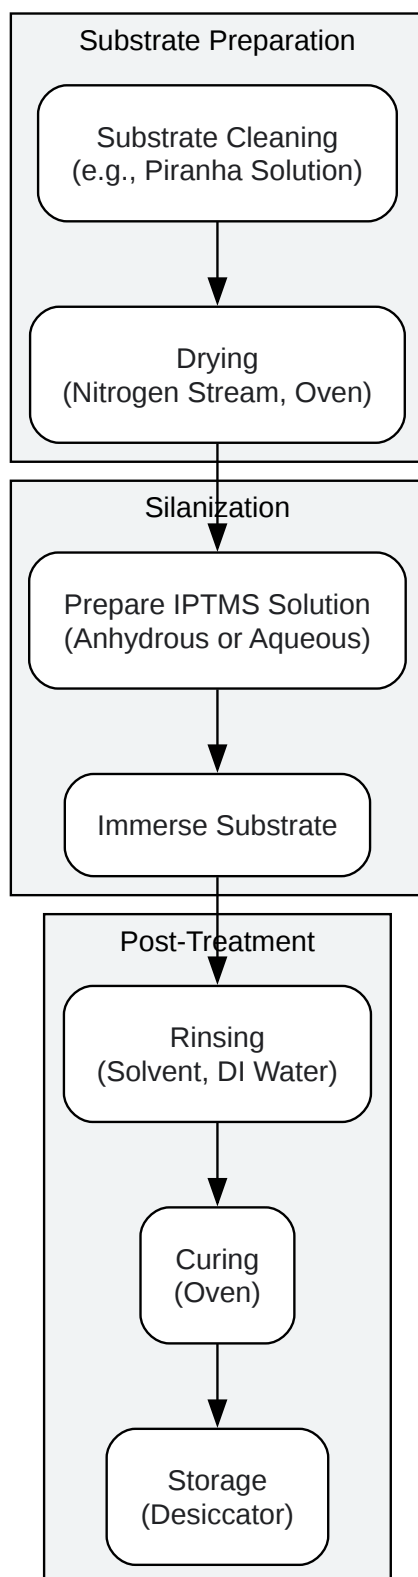 Substrate Preparation
Substrate Cleaning
(e.g., Piranha Solution)
Drying
(Nitrogen Stream, Oven)
Silanization
Prepare IPTMS Solution
(Anhydrous or Aqueous)
Immerse Substrate
Post-Treatment
Rinsing
(Solvent, DI Water)
Curing
(Oven)
Storage
(Desiccator)